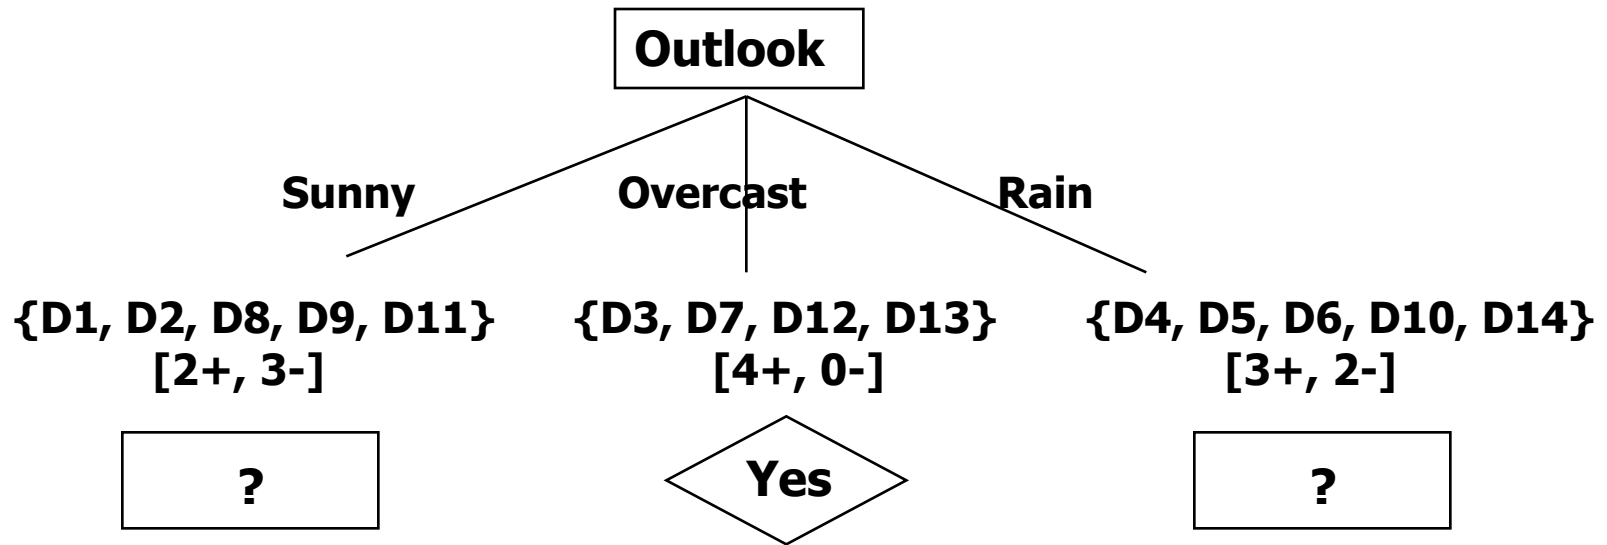 Outlook
Sunny Overcast Rain
{D1, D2, D8, D9, D11} {D3, D7, D12, D13} {D4, D5, D6, D10, D14}
[2+, 3-] [4+, 0-] [3+, 2-]
? Yes ?